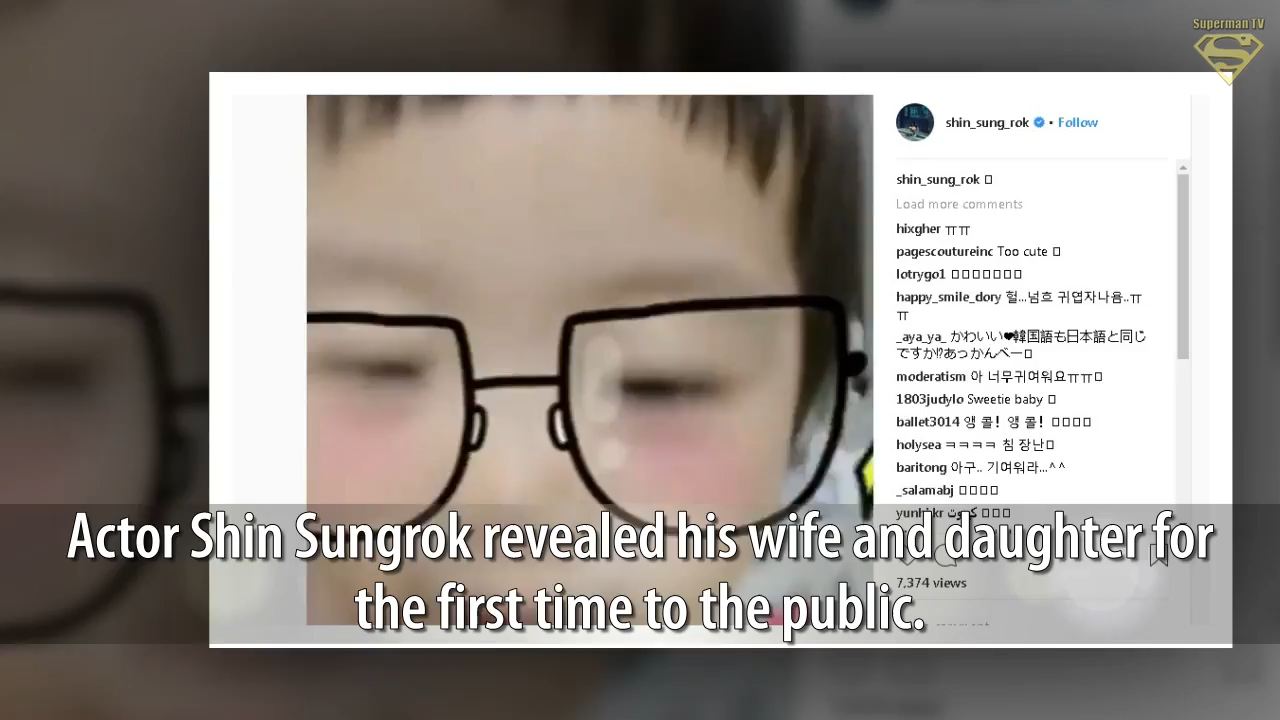 Superman TV
shin_sung_rok • Follow
shin_sung_rok
Load more comments
hixgher ㅠㅠ
pagescoutureinc Too cute
lotrygo1
happy_smile_dory 헐...넘흐 귀엽자나욤..ㅠ
ㅠ
_aya_ya_ かわいい❤韓国語も日本語と同じ
ですか⁉あっかんべー
moderatism 아 너무귀여워요ㅠㅠ
1803judylo Sweetie baby
ballet3014 앵 콜! 앵 콜!
holysea ㅋㅋㅋㅋ 침 장난
baritong 아구.. 기여워라...^^
_salamabj
7,374 views
Actor Shin Sungrok revealed his wife and daughter for
the first time to the public.